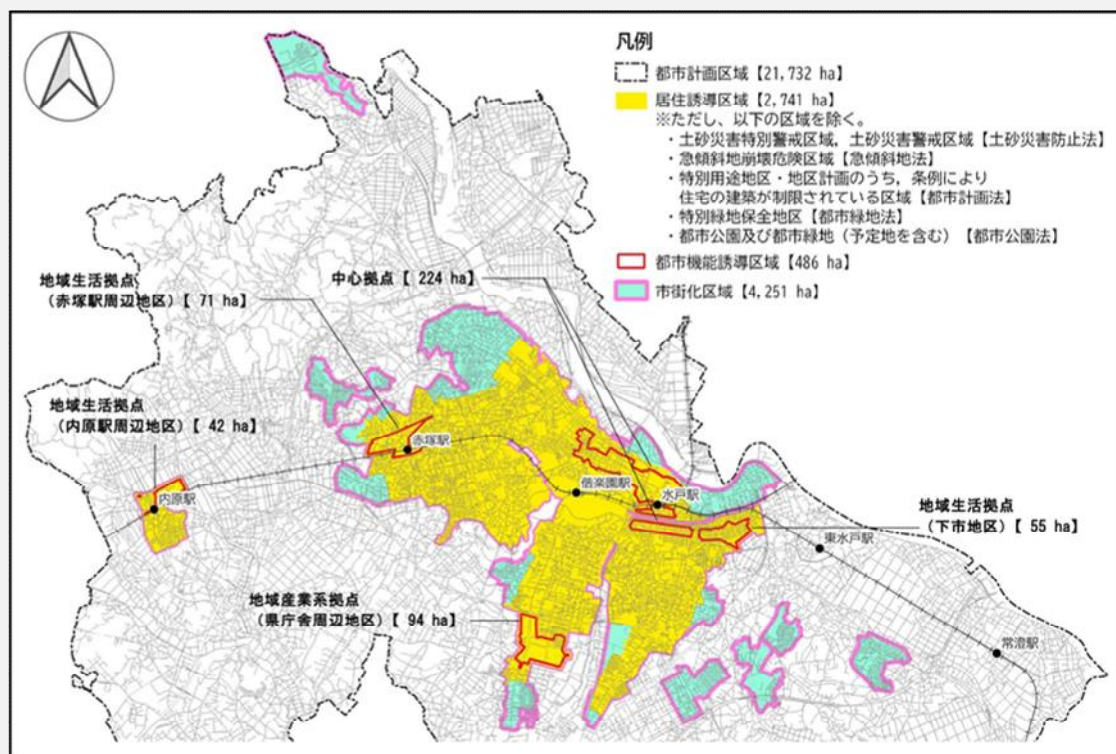 凡例
都市計画区域【21,732 ha】
居住誘導区域【2,741 ha】
※ただし、以下の区域を除く。
・土砂災害特別警戒区域，土砂災害警戒区域【土砂災害防止法】
・急傾斜地崩壊危険区域【急傾斜地法】
・特別用途地区・地区計画のうち，条例により
住宅の建築が制限されている区域【都市計画法】
・特別緑地保全地区【都市緑地法】
・都市公園及び都市緑地（予定地を含む）【都市公園法】
都市機能誘導区域【486 ha】
市街化区域【4,251 ha】
地域生活拠点
（赤塚駅周辺地区）【 71 ha】
中心拠点【 224 ha】
地域生活拠点
（内原駅周辺地区）【 42 ha】
赤塚駅
内原駅
偕楽園駅
水戸駅
地域生活拠点
（下市地区）【 55 ha】
東水戸駅
地域産業系拠点
（県庁舎周辺地区）【 94 ha】
常澄駅